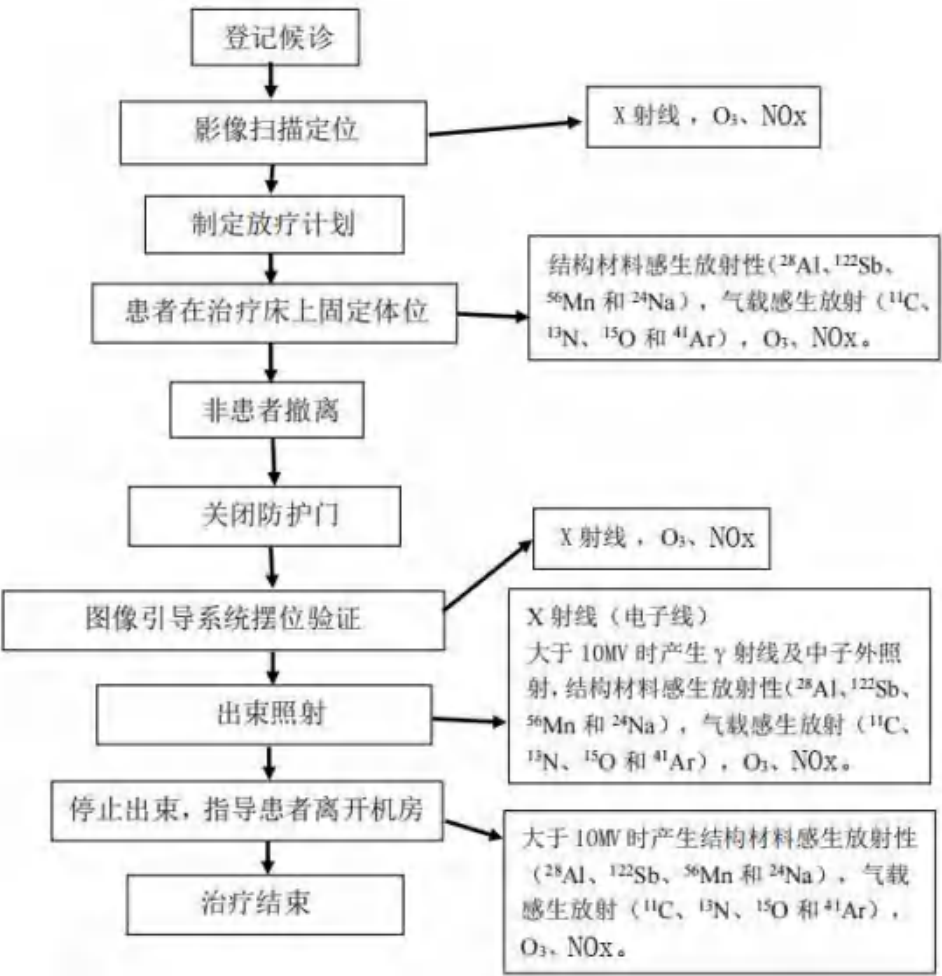 登记候诊
影像扫描定位
X 射线，O₃、NOx
制定放疗计划
患者在治疗床上固定体位
结构材料感生放射性(²⁸Al、¹²²Sb、
⁵⁶Mn 和 ²⁴Na)，气载感生放射（¹¹C、
¹³N、¹⁵O 和 ⁴¹Ar），O₃、NOx。
非患者撤离
关闭防护门
X 射线，O₃、NOx
图像引导系统摆位验证
出束照射
X 射线（电子线）
大于 10MV 时产生 γ 射线及中子外照
射,结构材料感生放射性(²⁸Al、¹²²Sb、
⁵⁶Mn 和 ²⁴Na)，气载感生放射（¹¹C、
¹³N、¹⁵O 和 ⁴¹Ar），O₃、NOx。
停止出束，指导患者离开机房
大于 10MV 时产生结构材料感生放射性
（²⁸Al、¹²²Sb、⁵⁶Mn 和 ²⁴Na），气载
感生放射（¹¹C、¹³N、¹⁵O 和 ⁴¹Ar），
O₃、NOx。
治疗结束